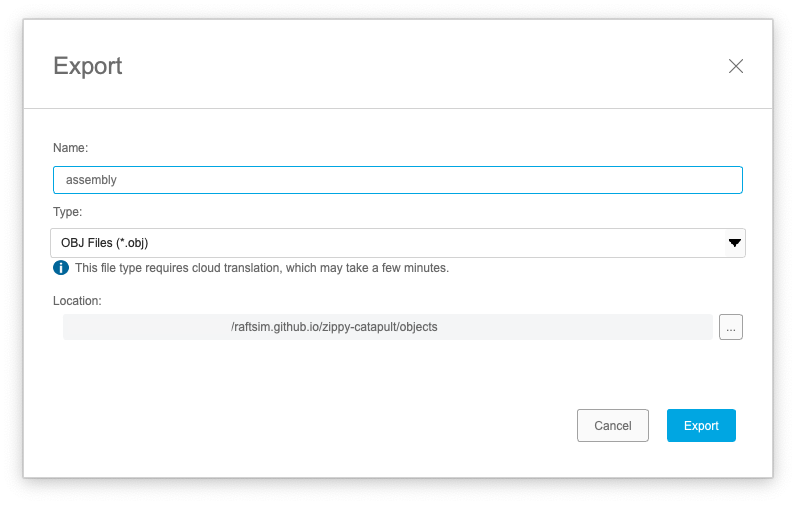 Export
Name:
assembly
Type:
OBJ Files (*.obj)
This file type requires cloud translation, which may take a few minutes.
Location:
/raftsim.github.io/zippy-catapult/objects
...
Cancel
Export